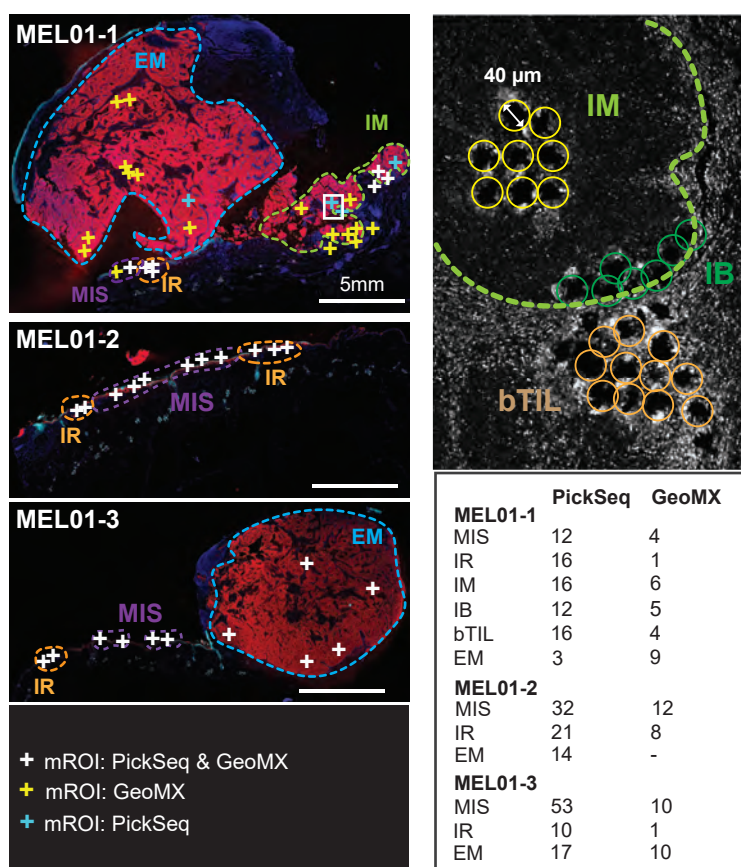 MEL01-1
EM
IM
MIS
IR
5mm
MEL01-2
IR
MIS
IR
MEL01-3
EM
MIS
IR
+ mROI: PickSeq & GeoMX
+ mROI: GeoMX
+ mROI: PickSeq
40 µm
IM
IB
bTIL
PickSeq GeoMX
MEL01-1
MIS 12 4
IR 16 1
IM 16 6
IB 12 5
bTIL 16 4
EM 3 9
MEL01-2
MIS 32 12
IR 21 8
EM 14 -
MEL01-3
MIS 53 10
IR 10 1
EM 17 10